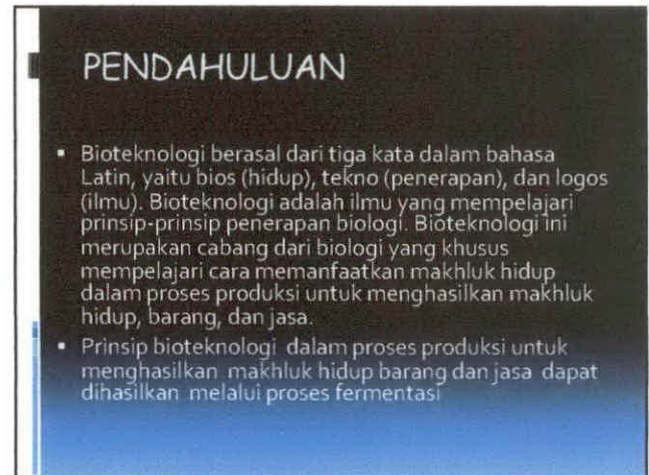 PENDAHULUAN
▪ Bioteknologi berasal dari tiga kata dalam bahasa
Latin, yaitu bios (hidup), tekno (penerapan), dan logos
(ilmu). Bioteknologi adalah ilmu yang mempelajari
prinsip-prinsip penerapan biologi. Bioteknologi ini
merupakan cabang dari biologi yang khusus
mempelajari cara memanfaatkan makhluk hidup
dalam proses produksi untuk menghasilkan makhluk
hidup, barang, dan jasa.
▪ Prinsip bioteknologi dalam proses produksi untuk
menghasilkan makhluk hidup barang dan jasa dapat
dihasilkan melalui proses fermentasi